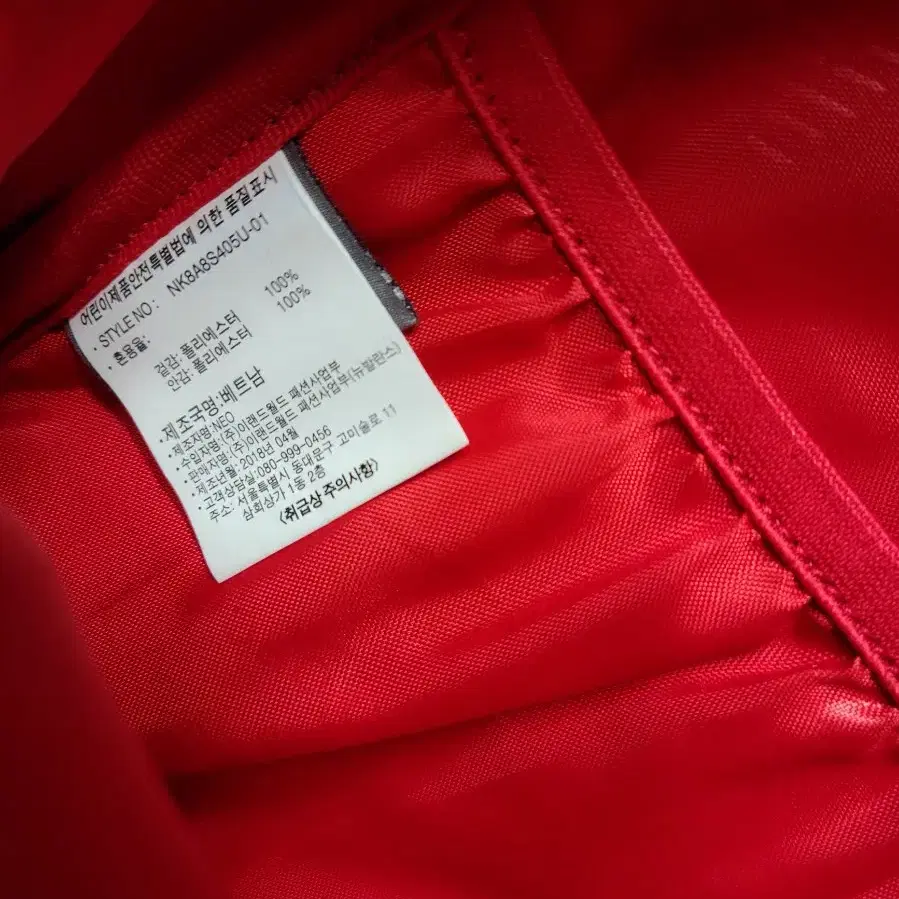 어린이제품안전특별법에 의한 품질표시
• STYLE NO : NK8A8S405U-01
• 혼용율:
겉감: 폴리에스터 100%
안감: 폴리에스터 100%
• 제조국명:베트남
• 제조자명:NEO
• 수입자명:(주)이랜드월드 패션사업부
• 판매자명:(주)이랜드월드 패션사업부(뉴발란스)
• 제조년월:2018년 04월
• 고객상담실:080-999-0456
• 주소: 서울특별시 동대문구 고미술로 11
삼희상가 1동 2층
〈취급상 주의사항〉